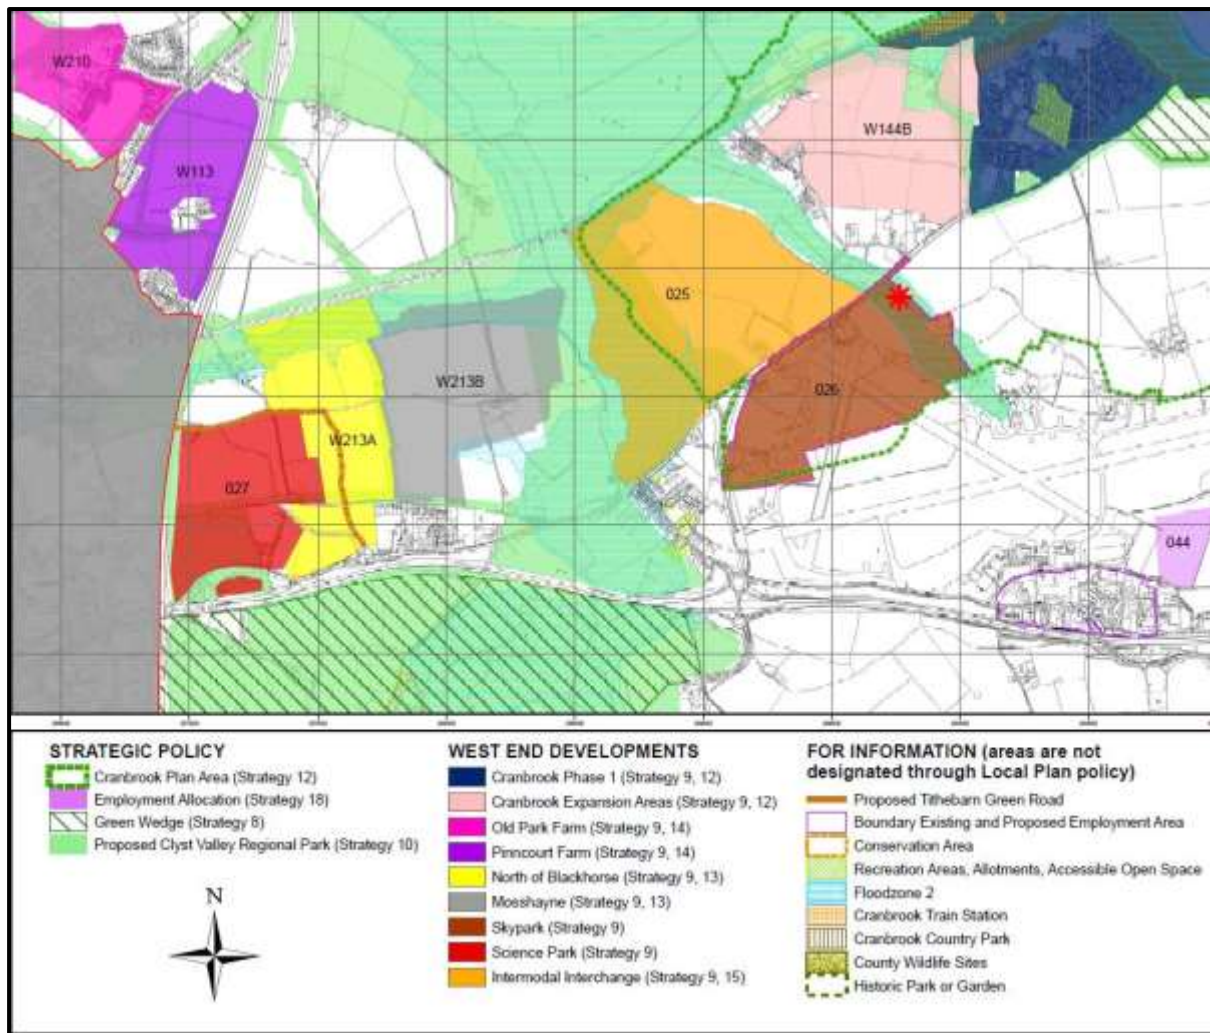 W210
W144B
W113
025
W213B
026
W213A
027
044
STRATEGIC POLICY
Cranbrook Plan Area (Strategy 12)
Employment Allocation (Strategy 18)
Green Wedge (Strategy 8)
Proposed Clyst Valley Regional Park (Strategy 10)
N
WEST END DEVELOPMENTS
Cranbrook Phase 1 (Strategy 9, 12)
Cranbrook Expansion Areas (Strategy 9, 12)
Old Park Farm (Strategy 9, 14)
Pinncourt Farm (Strategy 9, 14)
North of Blackhorse (Strategy 9, 13)
Mosshayne (Strategy 9, 13)
Skypark (Strategy 9)
Science Park (Strategy 9)
Intermodal Interchange (Strategy 9, 15)
FOR INFORMATION (areas are not
designated through Local Plan policy)
Proposed Tithebarn Green Road
Boundary Existing and Proposed Employment Area
Conservation Area
Recreation Areas, Allotments, Accessible Open Space
Floodzone 2
Cranbrook Train Station
Cranbrook Country Park
County Wildlife Sites
Historic Park or Garden